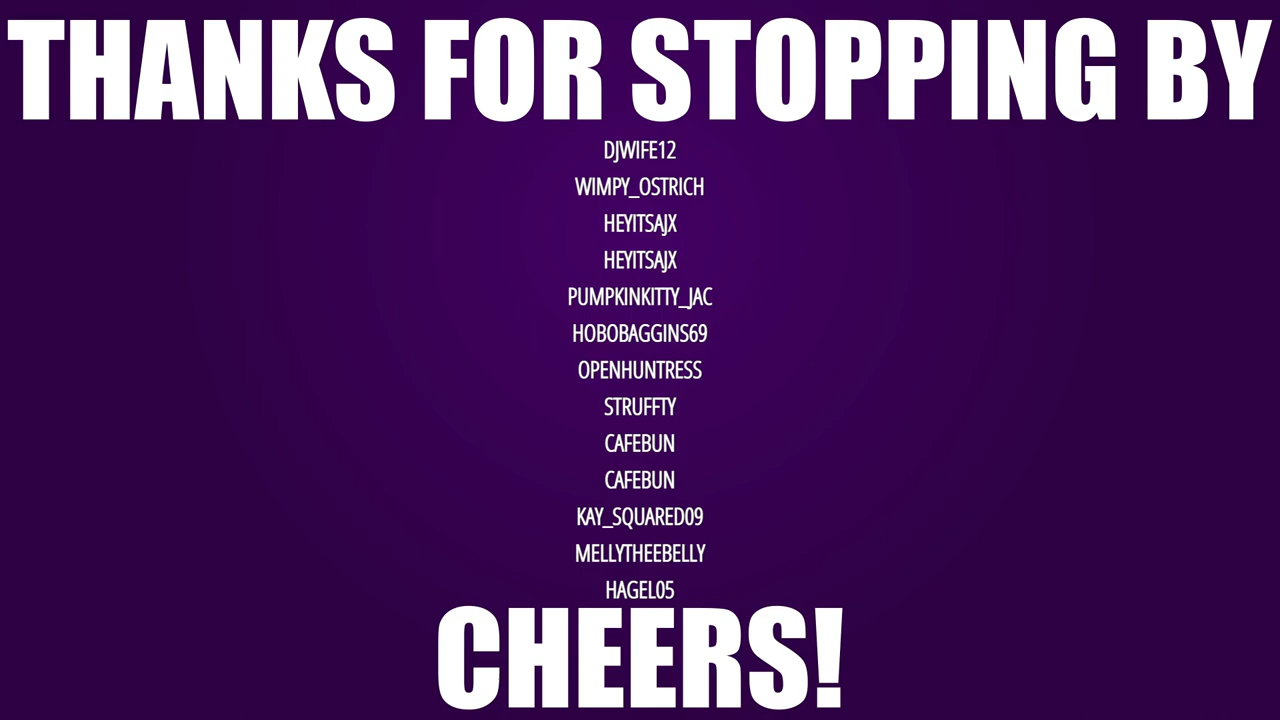 THANKS FOR STOPPING BY
DJWIFE12
WIMPY_OSTRICH
HEYITSAJX
HEYITSAJX
PUMPKINKITTY_JAC
HOBOBAGGINS69
OPENHUNTRESS
STRUFFTY
CAFEBUN
CAFEBUN
KAY_SQUARED09
MELLYTHEEBELLY
HAGEL05
CHEERS!